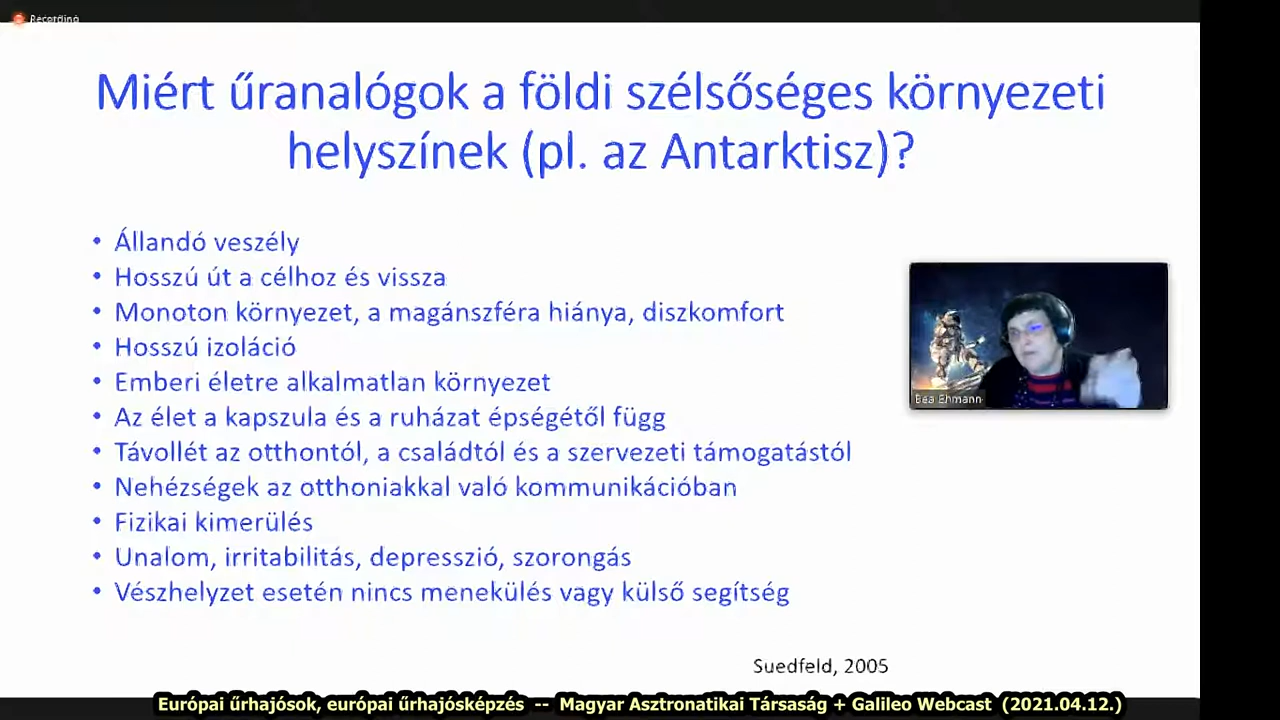 Recording
Miért űranalógok a földi szélsőséges környezeti
helyszínek (pl. az Antarktisz)?
• Állandó veszély
• Hosszú út a célhoz és vissza
• Monoton környezet, a magánszféra hiánya, diszkomfort
• Hosszú izoláció
• Emberi életre alkalmatlan környezet
• Az élet a kapszula és a ruházat épségétől függ
• Távollét az otthontól, a családtól és a szervezeti támogatástól
• Nehézségek az otthoniakkal való kommunikációban
• Fizikai kimerülés
• Unalom, irritabilitás, depresszió, szorongás
• Vészhelyzet esetén nincs menekülés vagy külső segítség
Bea Ehmann
Suedfeld, 2005
Európai űrhajósok, európai űrhajósképzés -- Magyar Asztronatikai Társaság + Galileo Webcast (2021.04.12.)